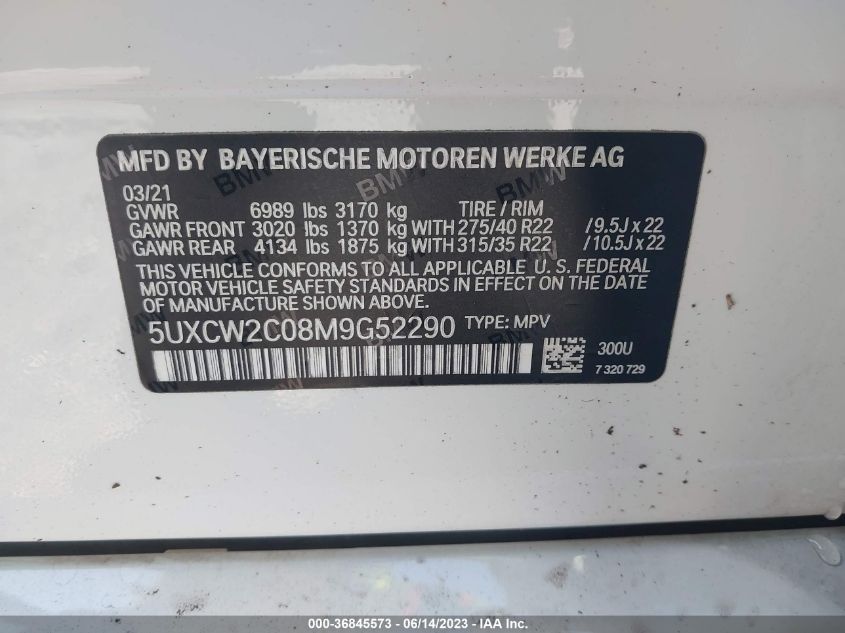 MFD BY BAYERISCHE MOTOREN WERKE AG
03/21
GVWR 6989 lbs 3170 kg TIRE / RIM
GAWR FRONT 3020 lbs 1370 kg WITH 275/40 R22 /9.5J x 22
GAWR REAR 4134 lbs 1875 kg WITH 315/35 R22 /10.5J x 22
THIS VEHICLE CONFORMS TO ALL APPLICABLE U. S. FEDERAL
MOTOR VEHICLE SAFETY STANDARDS IN EFFECT ON THE DATE
OF MANUFACTURE SHOWN ABOVE.
5UXCW2C08M9G52290 TYPE: MPV
300U
7 320 729
000-36845573 - 06/14/2023 - IAAI.com